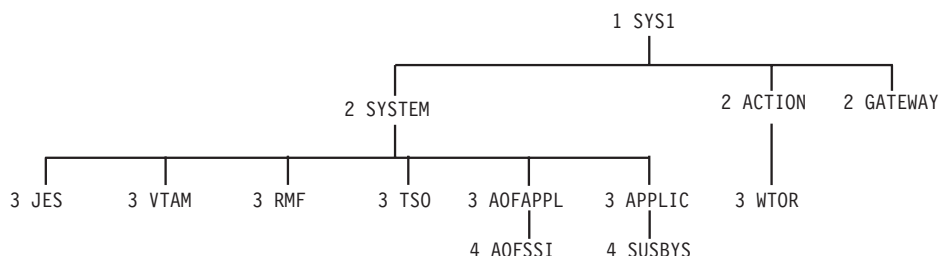 1 SYS1
2 SYSTEM
2 ACTION
2 GATEWAY
3 JES
3 VTAM
3 RMF
3 TSO
3 AOFAPPL
3 APPLIC
3 WTOR
4 AOFSSI
4 SUSBYS